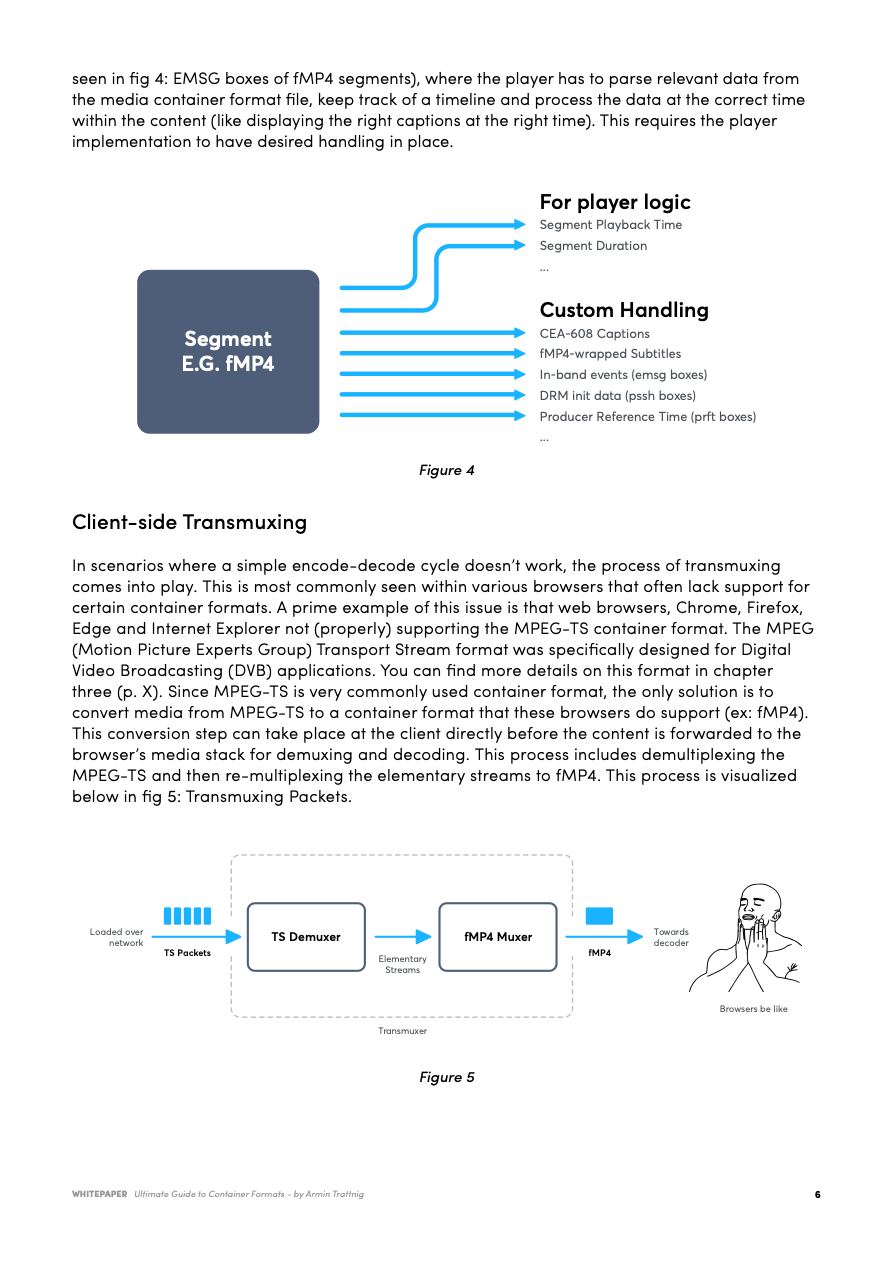 seen in fig 4: EMSG boxes of fMP4 segments), where the player has to parse relevant data from
the media container format file, keep track of a timeline and process the data at the correct time
within the content (like displaying the right captions at the right time). This requires the player
implementation to have desired handling in place.
For player logic
Segment Playback Time
Segment Duration
...
Segment
E.G. fMP4
Custom Handling
CEA-608 Captions
fMP4-wrapped Subtitles
In-band events (emsg boxes)
DRM init data (pssh boxes)
Producer Reference Time (prft boxes)
...
Figure 4
Client-side Transmuxing
In scenarios where a simple encode-decode cycle doesn’t work, the process of transmuxing
comes into play. This is most commonly seen within various browsers that often lack support for
certain container formats. A prime example of this issue is that web browsers, Chrome, Firefox,
Edge and Internet Explorer not (properly) supporting the MPEG-TS container format. The MPEG
(Motion Picture Experts Group) Transport Stream format was specifically designed for Digital
Video Broadcasting (DVB) applications. You can find more details on this format in chapter
three (p. X). Since MPEG-TS is very commonly used container format, the only solution is to
convert media from MPEG-TS to a container format that these browsers do support (ex: fMP4).
This conversion step can take place at the client directly before the content is forwarded to the
browser’s media stack for demuxing and decoding. This process includes demultiplexing the
MPEG-TS and then re-multiplexing the elementary streams to fMP4. This process is visualized
below in fig 5: Transmuxing Packets.
Loaded over
network
TS Packets
TS Demuxer
Elementary
Streams
fMP4 Muxer
fMP4
Towards
decoder
Browsers be like
Transmuxer
Figure 5
WHITEPAPER Ultimate Guide to Container Formats - by Armin Trattnig
6